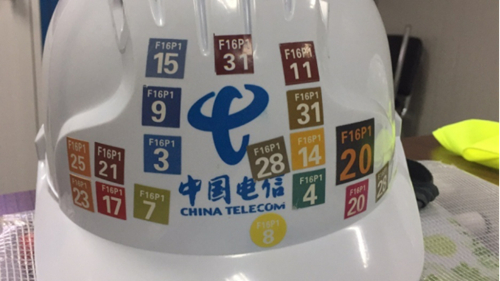 F16P1
15
F16P1
31
F16P1
11
F16P1
9
F16P1
31
F16P1
3
F16P1
28
F16P1
14
F16P1
20
F16P1
25
F16P1
21
F16P1
23
F16P1
17
F16P1
7
中国电信
CHINA TELECOM
F16P1
4
F16P1
20
F16P1
8